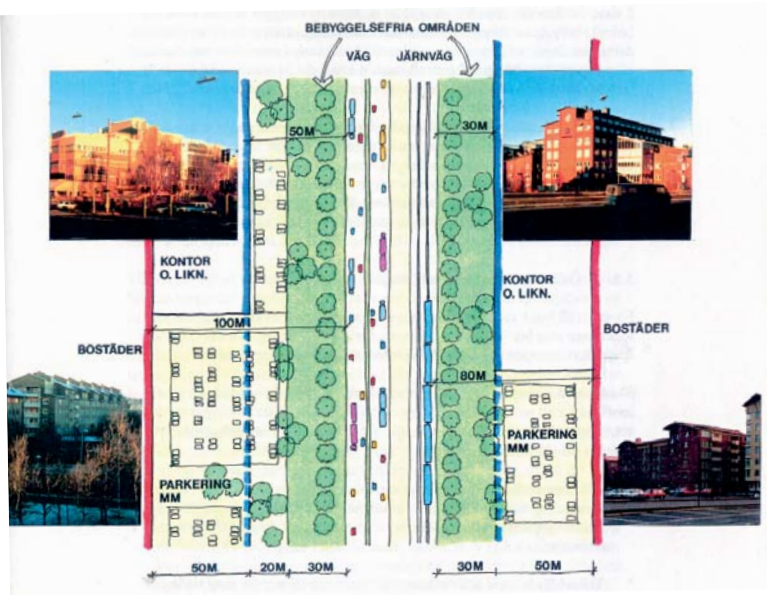 BEBYGGELSEFRIA OMRÅDEN
VÄG
JÄRNVÄG
50M
30M
KONTOR
O. LIKN.
KONTOR
O. LIKN.
100M
BOSTÄDER
BOSTÄDER
80M
PARKERING
MM
PARKERING
MM
50M
20M
30M
30M
50M